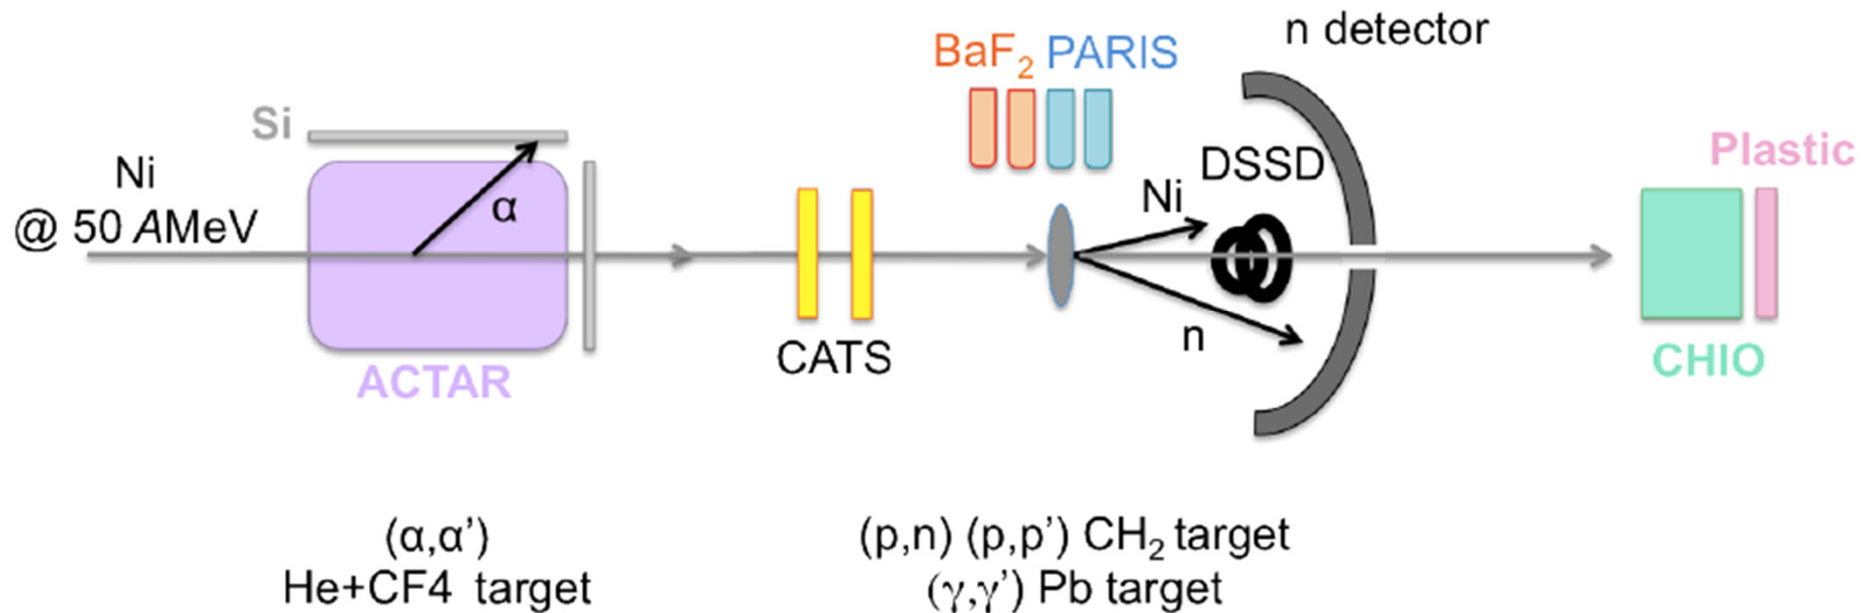 n detector
BaF₂ PARIS
Si
Plastic
DSSD
Ni
@ 50 AMeV
α
Ni
n
CATS
CHIO
ACTAR
(α,α’)
He+CF4 target
(p,n) (p,p’) CH₂ target
(γ,γ’) Pb target